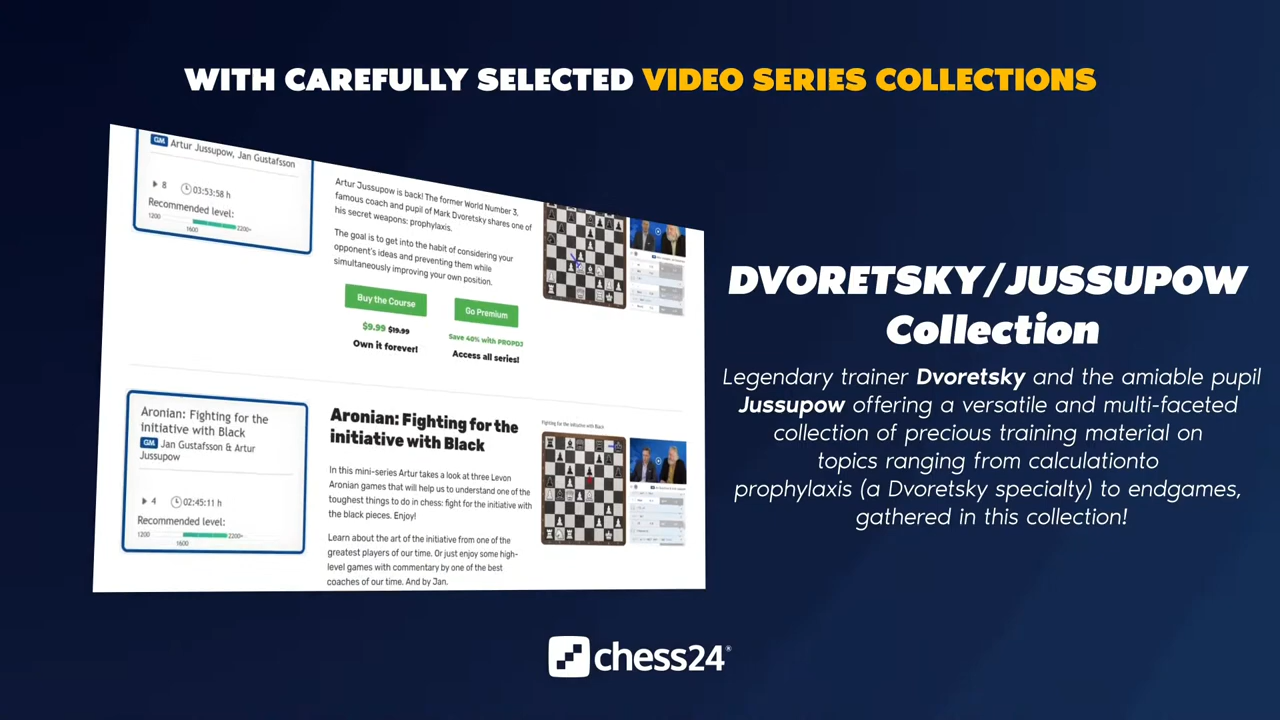 WITH CAREFULLY SELECTED VIDEO SERIES COLLECTIONS
GM Artur Jussupow, Jan Gustafsson
8 03:53:58 h
Recommended level:
1200 2200+
1600
Artur Jussupow is back! The former World Number 3,
famous coach and pupil of Mark Dvoretsky shares one of
his secret weapons: prophylaxis.
The goal is to get into the habit of considering your
opponent's ideas and preventing them while
simultaneously improving your own position.
Buy the Course
Go Premium
$9.99 $19.99
Save 40% with PROPDJ
Own it forever!
Access all series!
Aronian: Fighting for the
initiative with Black
GM Jan Gustafsson & Artur
Jussupow
4 02:45:11 h
Recommended level:
1200 2200+
1600
Aronian: Fighting for the
initiative with Black
In this mini-series Artur takes a look at three Levon
Aronian games that will help us to understand one of the
toughest things to do in chess: fight for the initiative with
the black pieces. Enjoy!
Learn about the art of the initiative from one of the
greatest players of our time. Or just enjoy some high-
level games with commentary by one of the best
coaches of our time. And by Jan.
Fighting for the initiative with Black
DVORETSKY/JUSSUPOW
Collection
Legendary trainer Dvoretsky and the amiable pupil
Jussupow offering a versatile and multi-faceted
collection of precious training material on
topics ranging from calculationto
prophylaxis (a Dvoretsky specialty) to endgames,
gathered in this collection!
chess24®